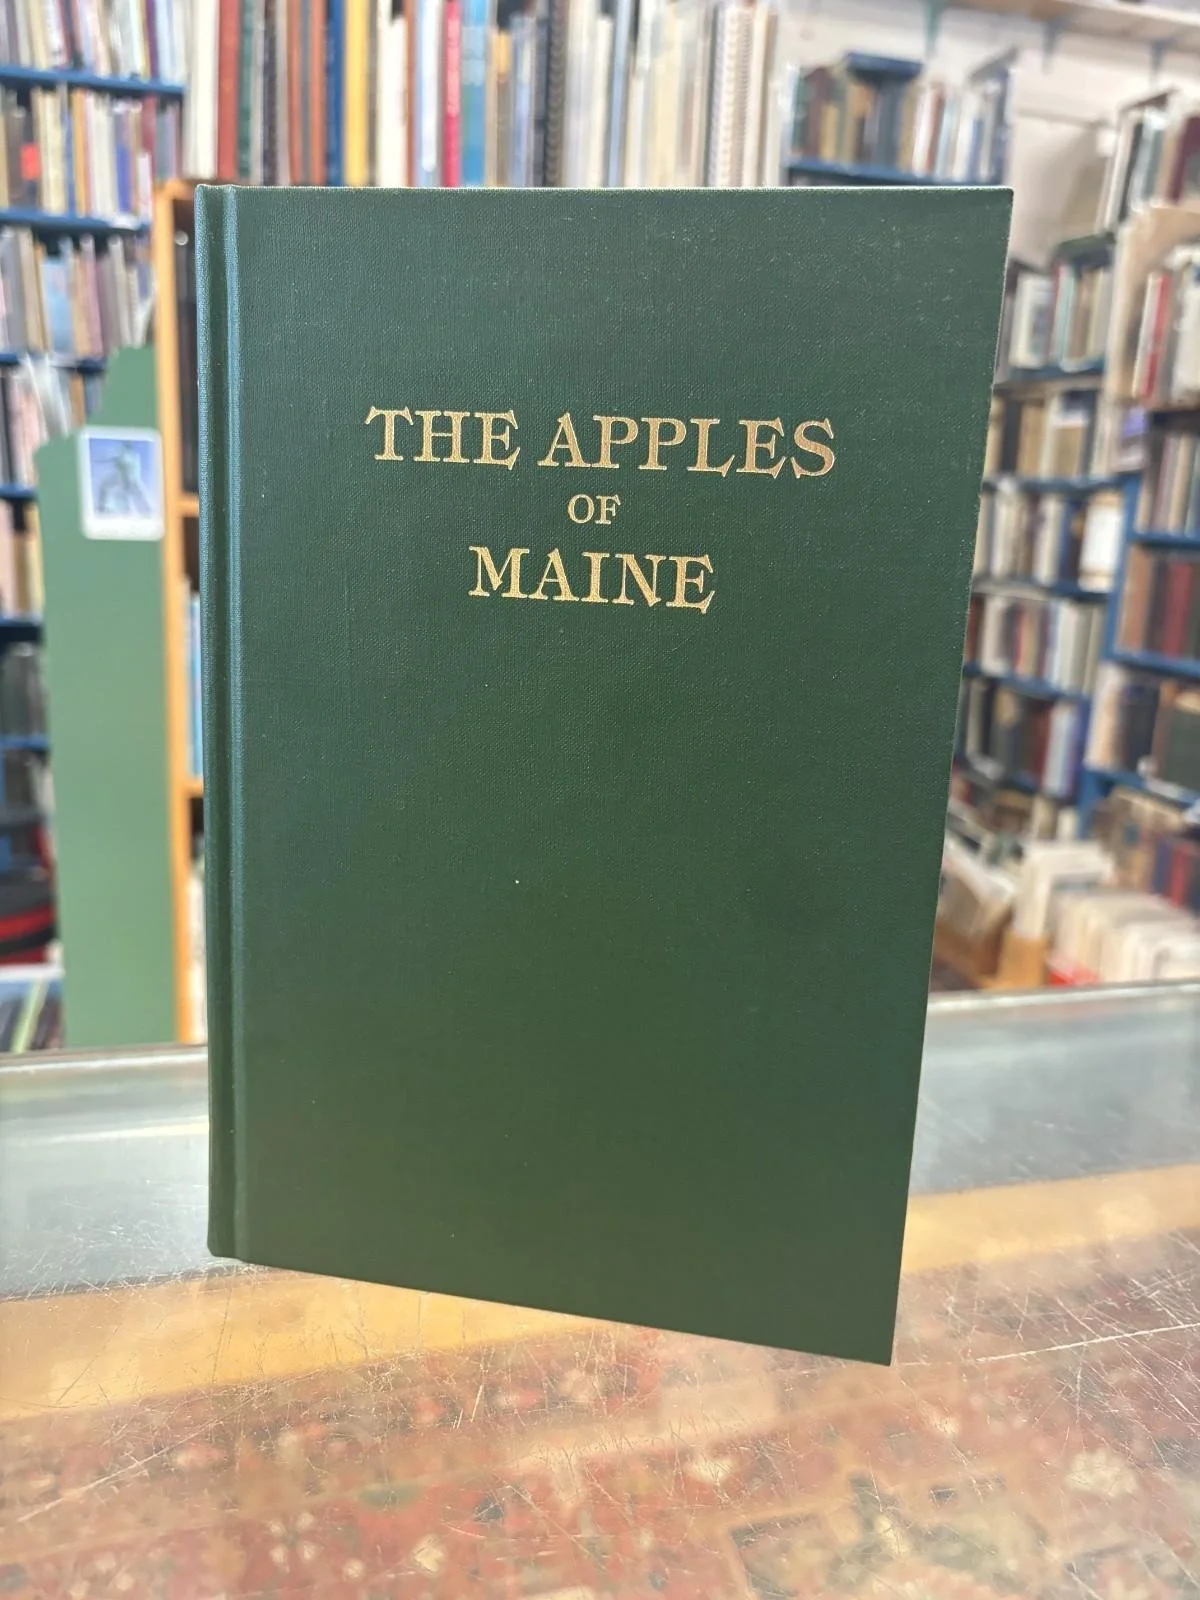 THE APPLES
OF
MAINE